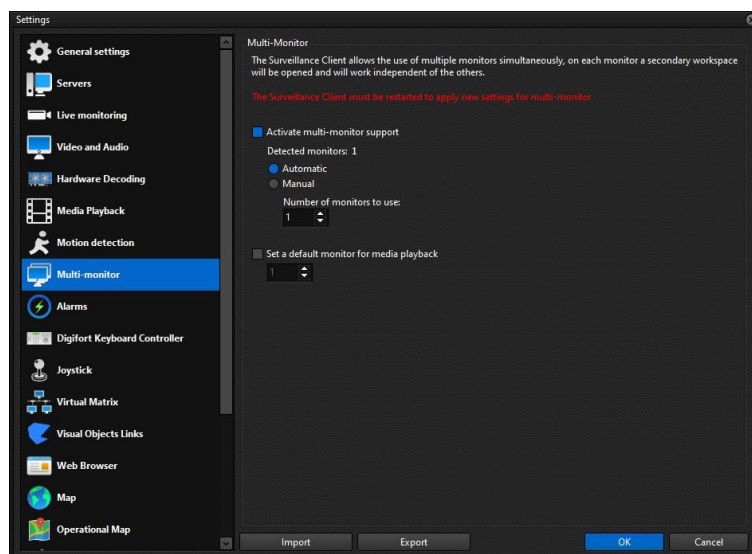 Settings
General settings
Servers
Live monitoring
Video and Audio
Hardware Decoding
Media Playback
Motion detection
Multi-monitor
Alarms
Digifort Keyboard Controller
Joystick
Virtual Matrix
Visual Objects Links
Web Browser
Map
Operational Map
Multi-Monitor
The Surveillance Client allows the use of multiple monitors simultaneously, on each monitor a secondary workspace
will be opened and will work independent of the others.
The Surveillance Client must be restarted to apply new settings for multi-monitor
Activate multi-monitor support
Detected monitors: 1
Automatic
Manual
Number of monitors to use:
1
Set a default monitor for media playback
1
Import Export OK Cancel